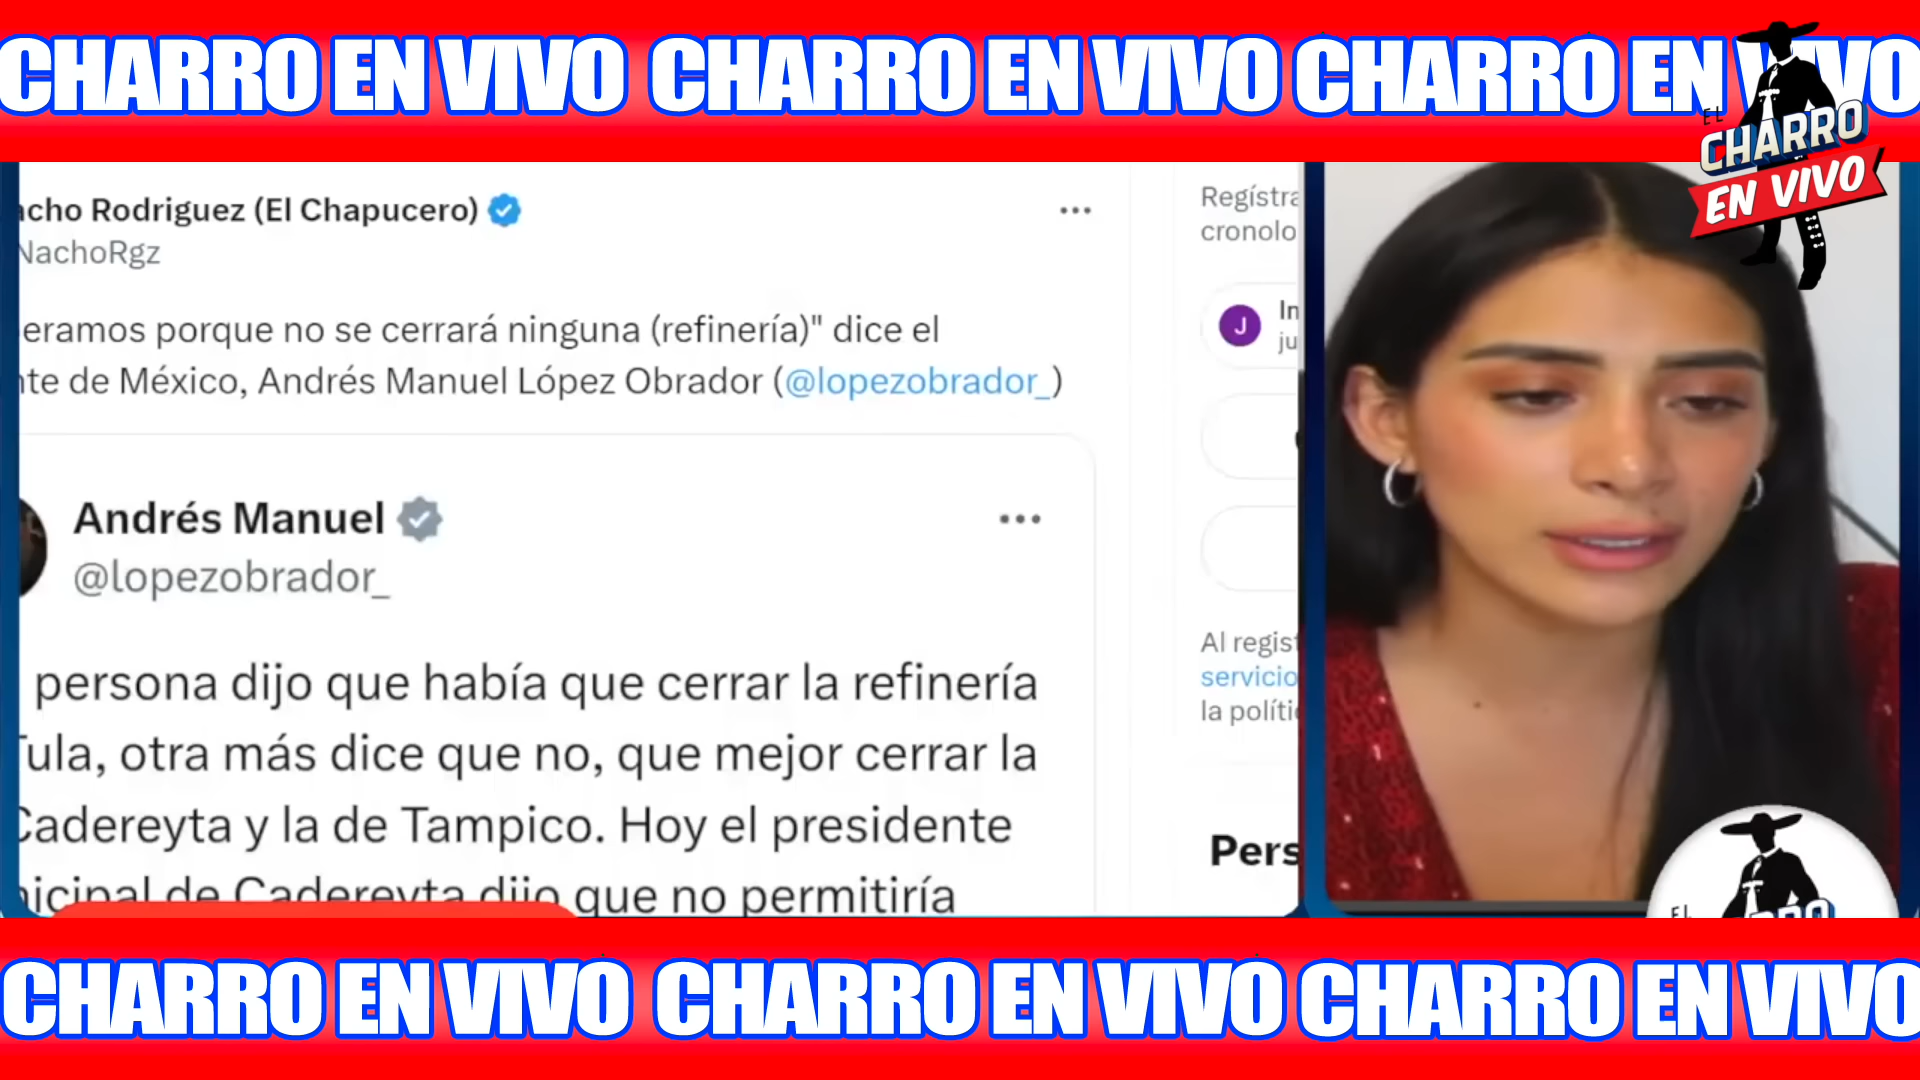 CHARRO EN VIVO CHARRO EN VIVO CHARRO EN VIVO
EL
CHARRO
EN VIVO
acho Rodriguez (El Chapucero)
NachoRgz
eramos porque no se cerrará ninguna (refinería)" dice el
nte de México, Andrés Manuel López Obrador (@lopezobrador_)
Andrés Manuel
@lopezobrador_
persona dijo que había que cerrar la refinería
Tula, otra más dice que no, que mejor cerrar la
Cadereyta y la de Tampico. Hoy el presidente
nicipal de Cadereyta dijo que no permitiría
Regístra
cronolo
J
In
ju
Al regist
servicio
la políti
Pers
EL
CHARRO
CHARRO EN VIVO CHARRO EN VIVO CHARRO EN VIVO